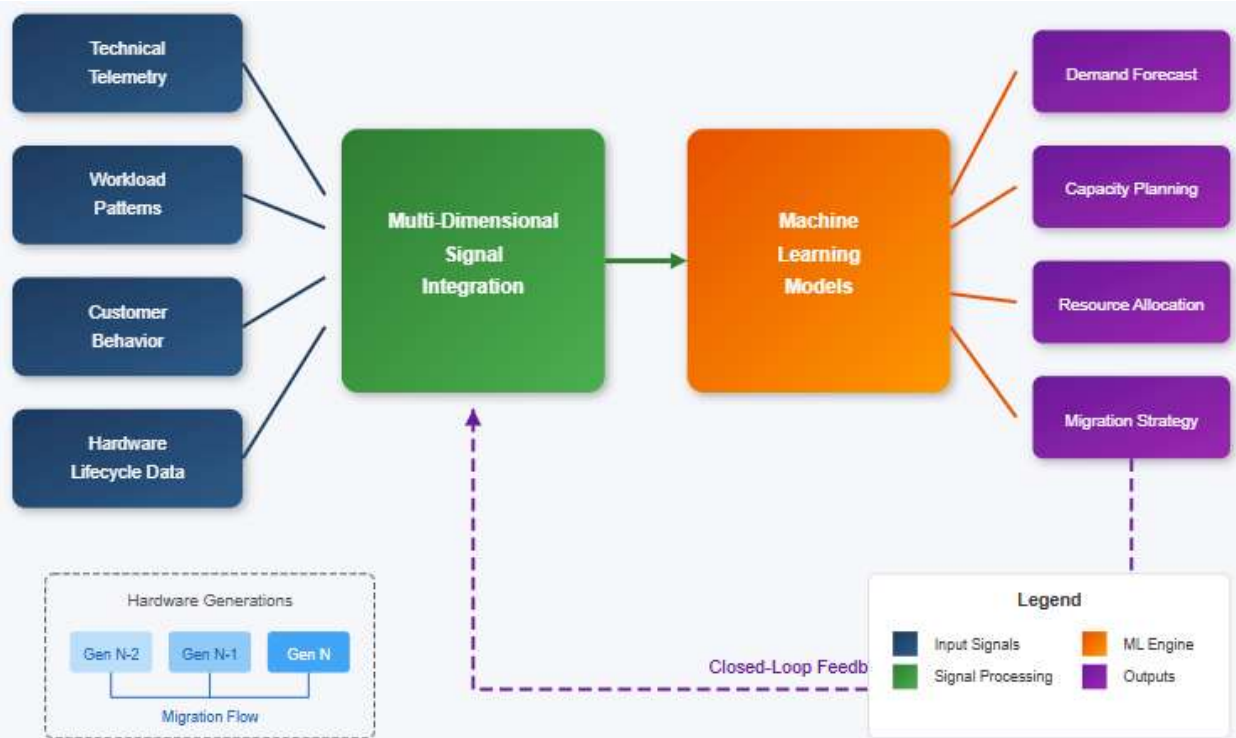 Technical
Telemetry
Workload
Patterns
Customer
Behavior
Hardware
Lifecycle Data
Multi-Dimensional
Signal
Integration
Machine
Learning
Models
Demand Forecast
Capacity Planning
Resource Allocation
Migration Strategy
Hardware Generations
Gen N-2
Gen N-1
Gen N
Migration Flow
Closed-Loop Feedb
Legend
Input Signals
ML Engine
Signal Processing
Outputs